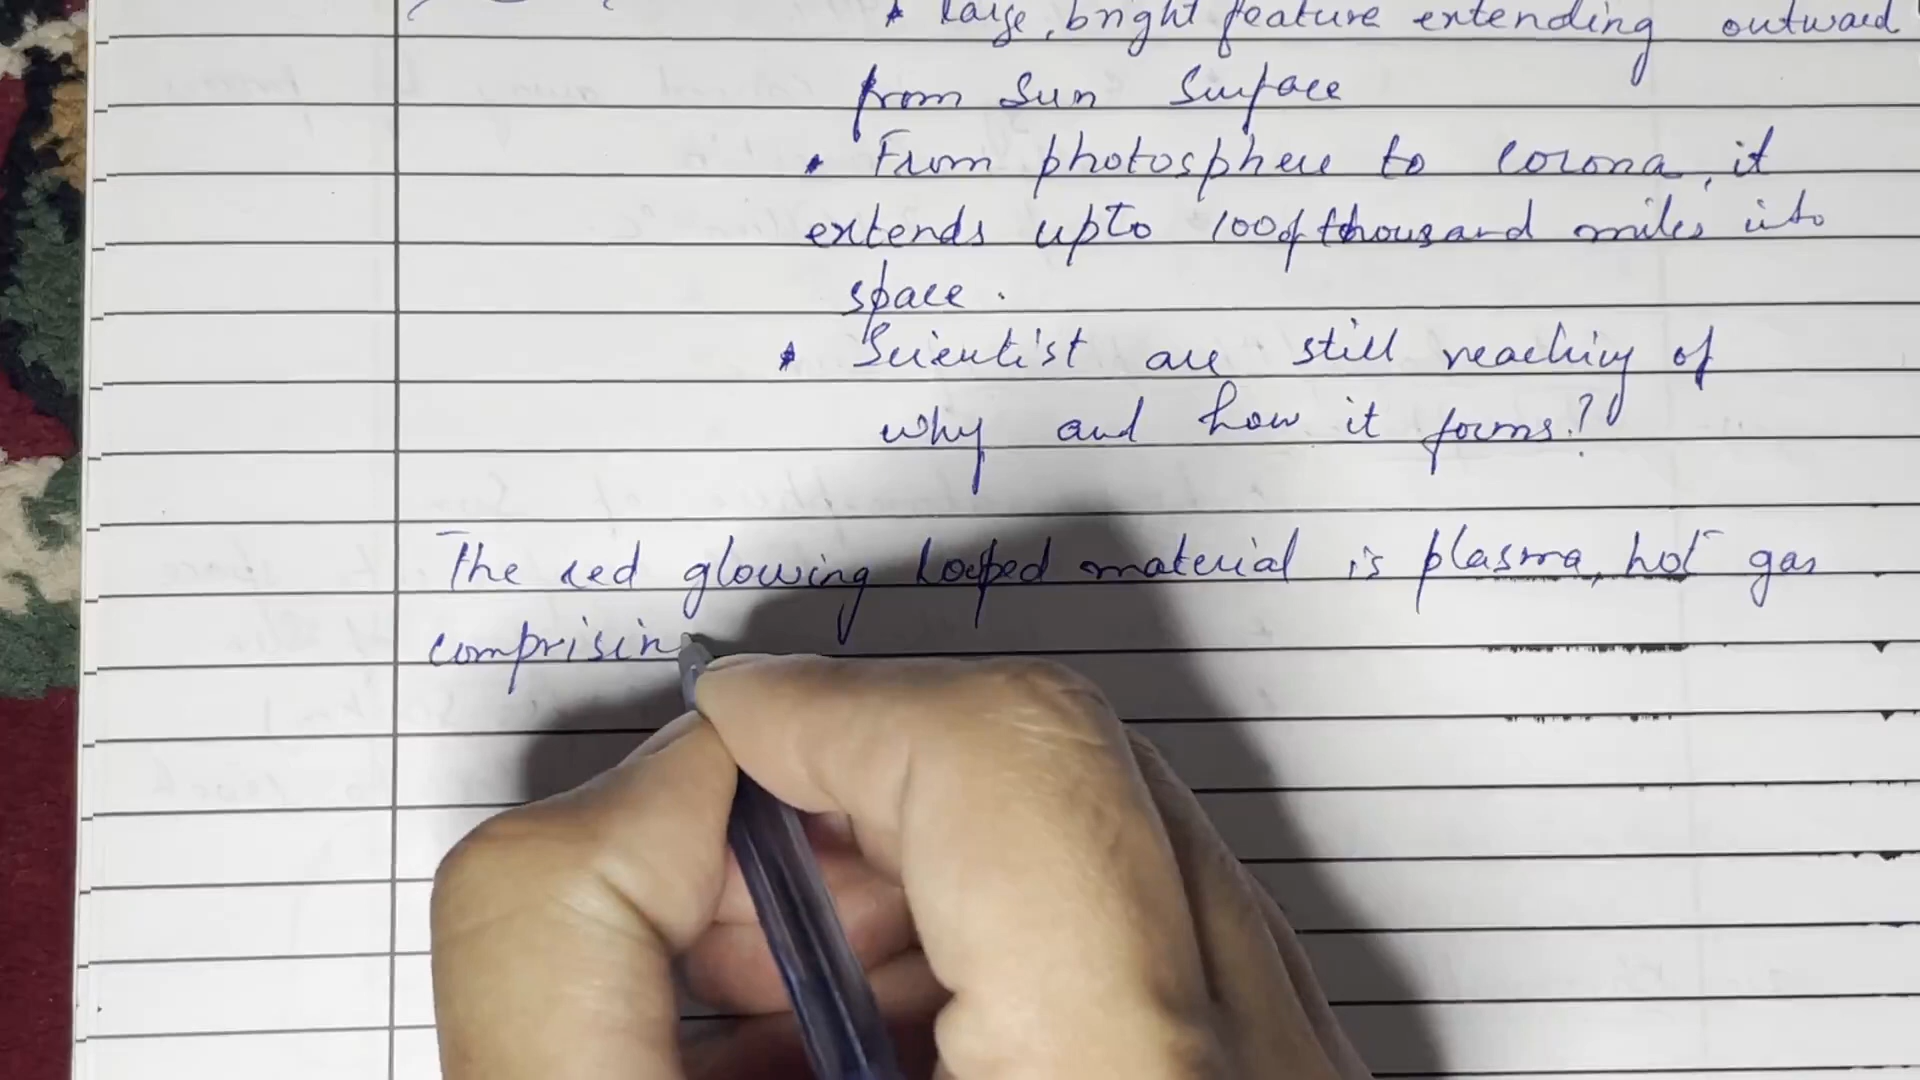 * large, bright feature extending outward
from Sun Surface
* From photosphere to corona, it
extends upto 100 of thousand miles into
space.
* Scientist are still reaching of
why and how it forms?
The red glowing looped material is plasma, hot gas
comprisin